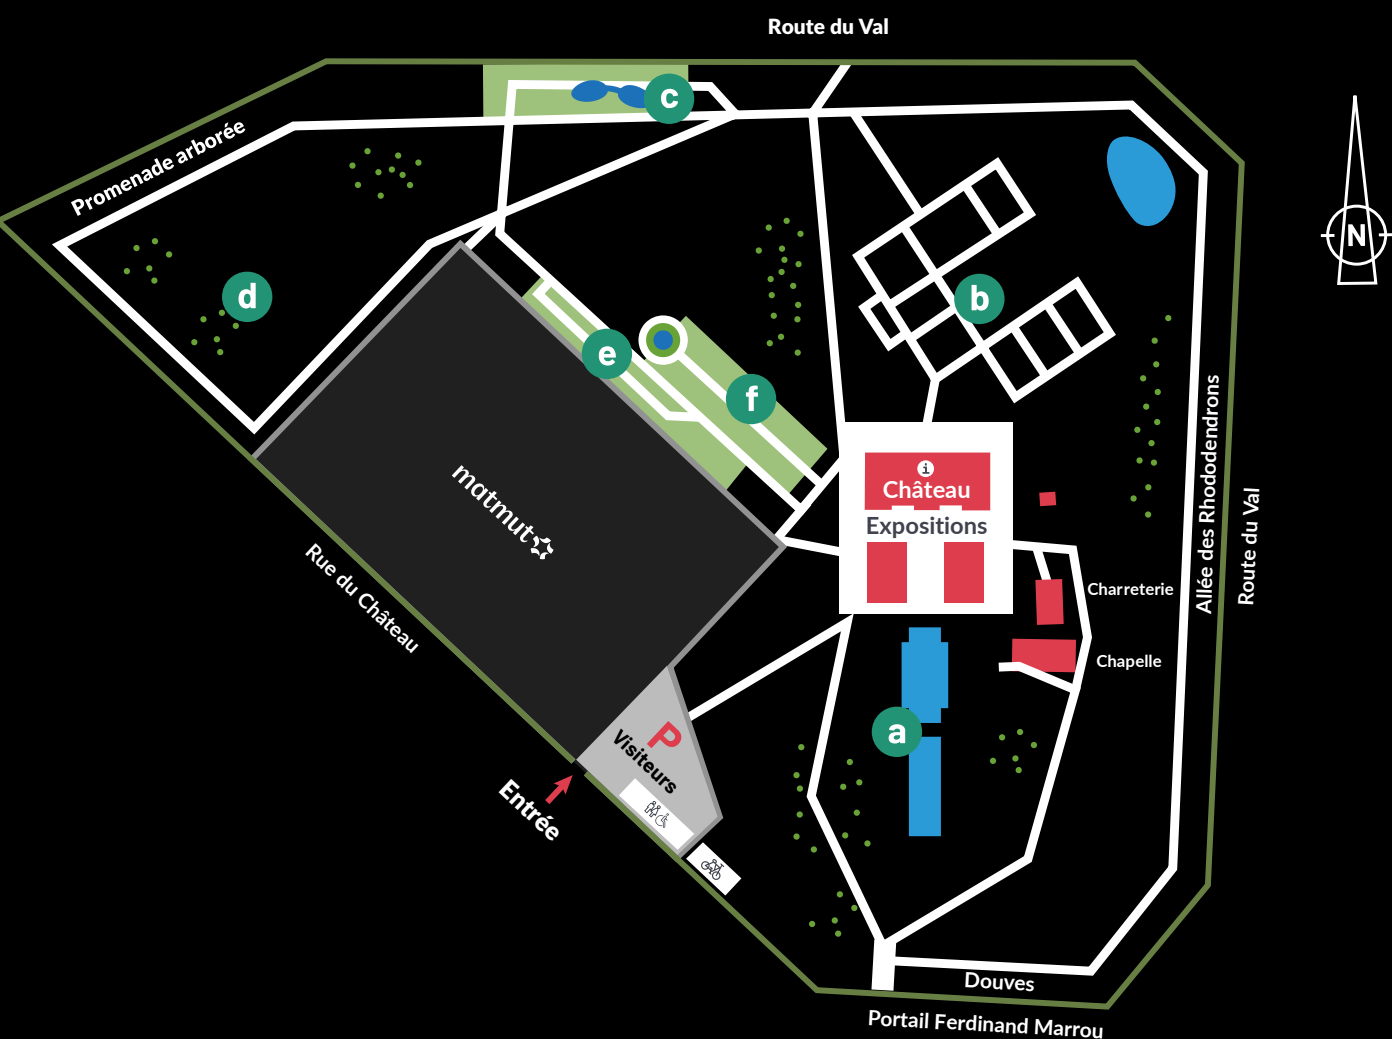 Route du Val
c
Promenade arborée
N
d
b
e
f
i
Château
Expositions
matmut
Allée des Rhododendrons
Route du Val
Rue du Château
Charreterie
Chapelle
P
Visiteurs
a
Entrée
Douves
Portail Ferdinand Marrou